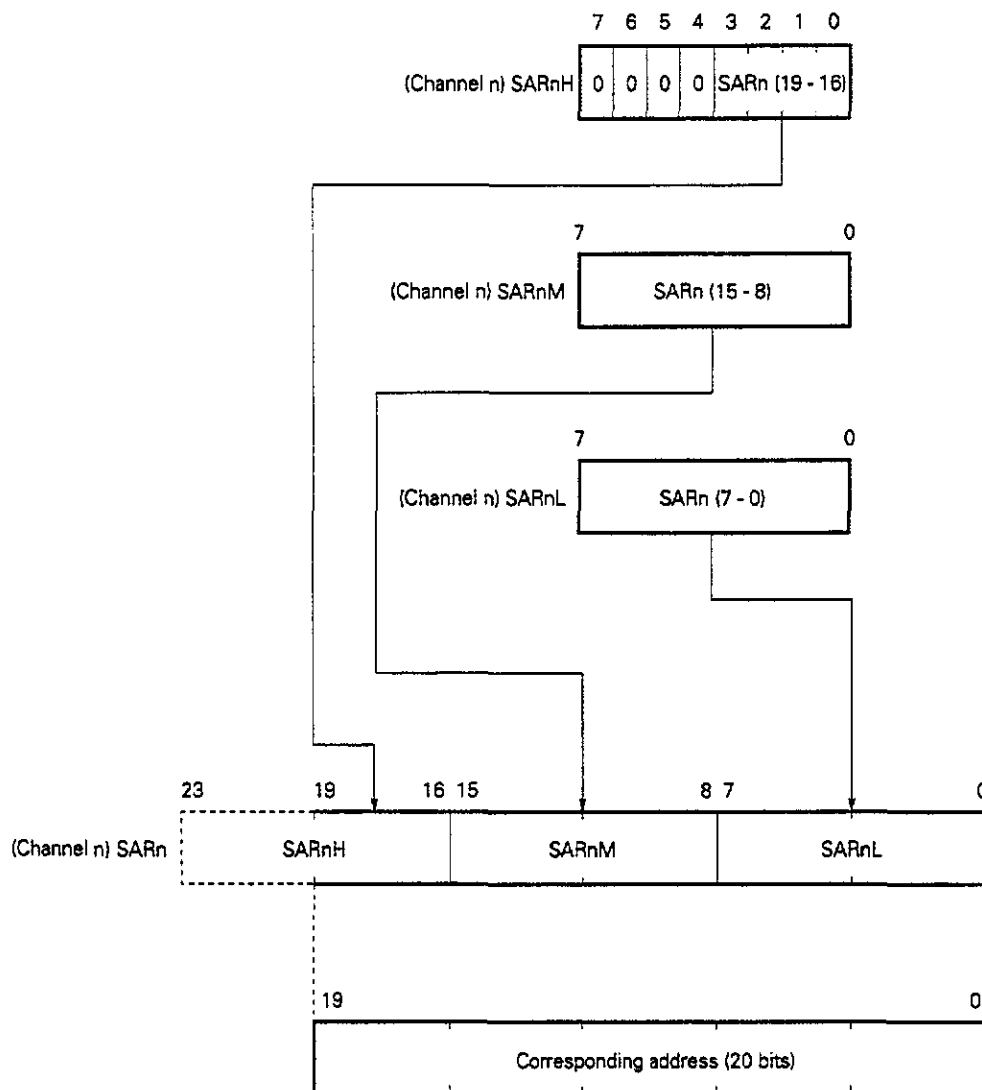 7 6 5 4 3 2 1 0
(Channel n) SARnH 0 0 0 0 SARn (19 - 16)
7 0
(Channel n) SARnM SARn (15 - 8)
7 0
(Channel n) SARnL SARn (7 - 0)
23 19 16 15 8 7 0
(Channel n) SARn SARnH SARnM SARnL
19 0
Corresponding address (20 bits)